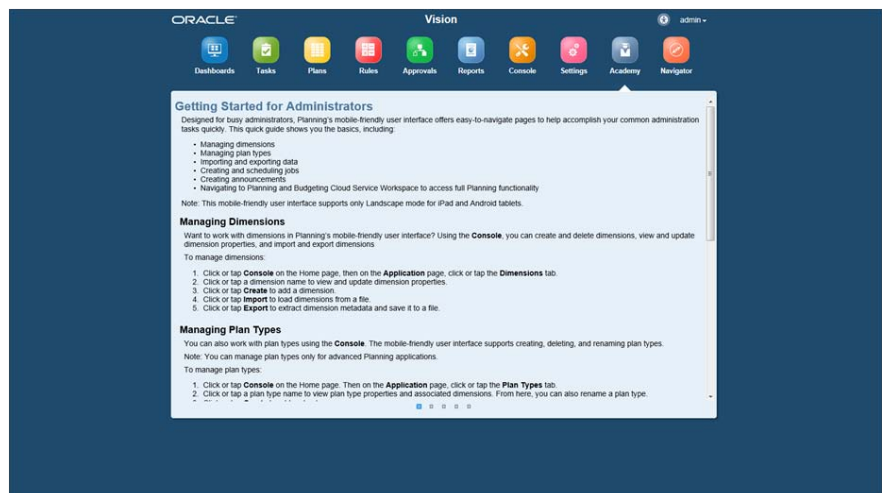 ORACLE
Vision
admin
Dashboards
Tasks
Plans
Rules
Approvals
Reports
Console
Settings
Academy
Navigator
Getting Started for Administrators
Designed for busy administrators, Planning's mobile-friendly user interface offers easy-to-navigate pages to help accomplish your common administration
tasks quickly. This quick guide shows you the basics, including:
• Managing dimensions
• Managing plan types
• Importing and exporting data
• Creating and scheduling jobs
• Creating announcements
• Navigating to Planning and Budgeting Cloud Service Workspace to access full Planning functionality
Note: This mobile-friendly user interface supports only Landscape mode for iPad and Android tablets.
Managing Dimensions
Want to work with dimensions in Planning's mobile-friendly user interface? Using the Console, you can create and delete dimensions, view and update
dimension properties, and import and export dimensions
To manage dimensions:
1. Click or tap Console on the Home page, then on the Application page, click or tap the Dimensions tab.
2. Click or tap a dimension name to view and update dimension properties.
3. Click or tap Create to add a dimension.
4. Click or tap Import to load dimensions from a file.
5. Click or tap Export to extract dimension metadata and save it to a file.
Managing Plan Types
You can also work with plan types using the Console. The mobile-friendly user interface supports creating, deleting, and renaming plan types.
Note: You can manage plan types only for advanced Planning applications.
To manage plan types:
1. Click or tap Console on the Home page. Then on the Application page, click or tap the Plan Types tab.
2. Click or tap a plan type name to view plan type properties and associated dimensions. From here, you can also rename a plan type.